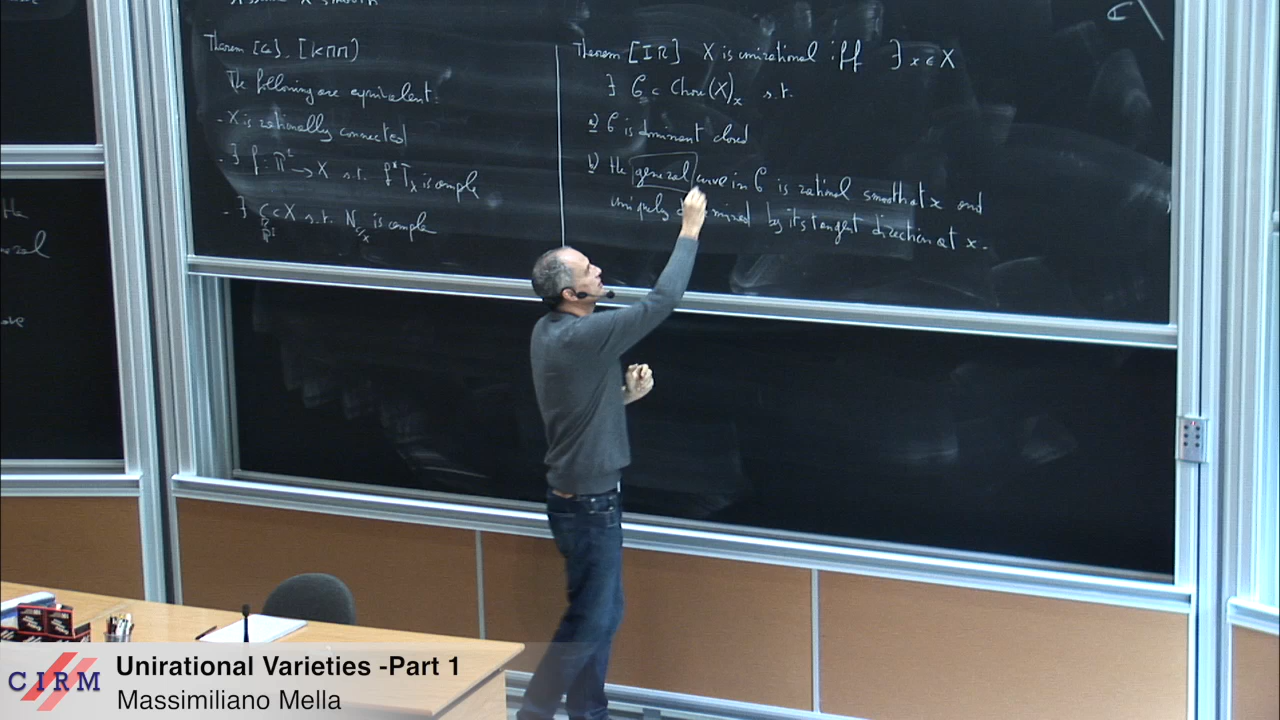 Theorem [C], [KMM]
The following are equivalent:
- X is rationally connected
- ∃ f: P¹ → X s.t. f*T_X is ample
- ∃ C ⊂ X s.t. N_{C/X} is ample
P¹
Theorem [IR] X is unirational iff ∃ x ∈ X
∃ C ⊂ Chow(X)_x s.t.
a) C is dominant closed
b) the general curve in C is rational smooth at x and
uniquely determined by its tangent direction at x.
CIRM
Unirational Varieties -Part 1
Massimiliano Mella